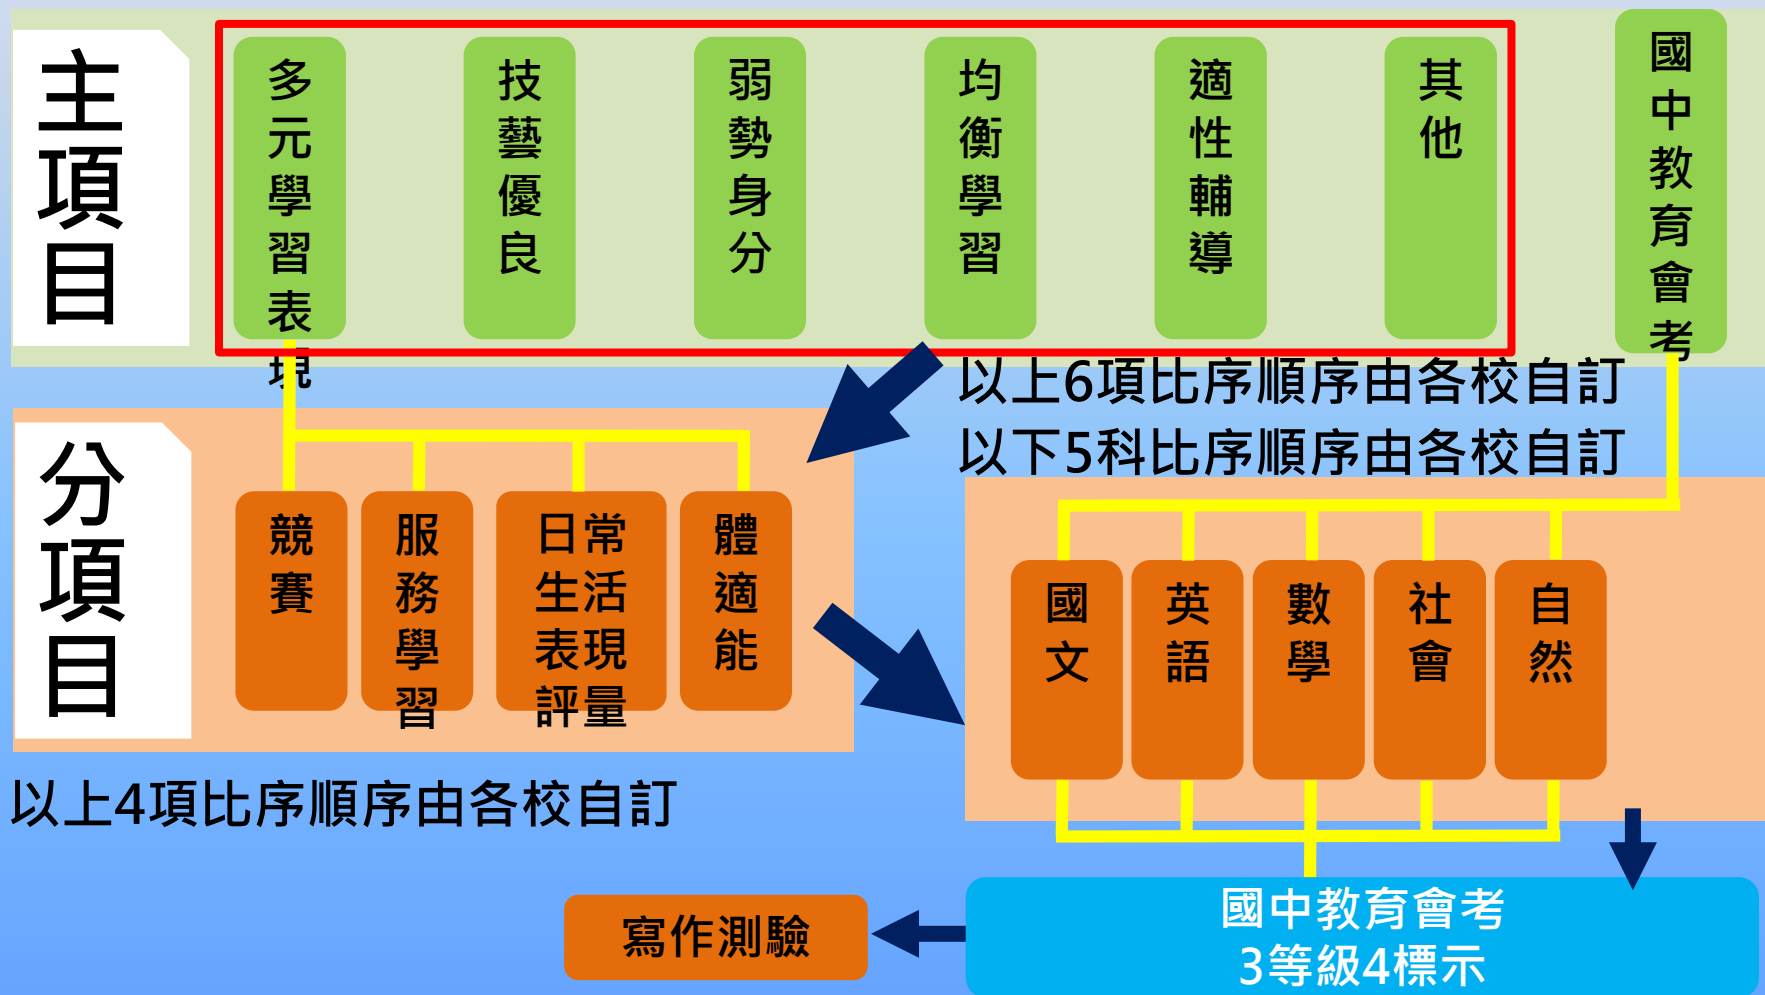 主項目
多元學習表現
技藝優良
弱勢身分
均衡學習
適性輔導
其他
國中教育會考
以上6項比序順序由各校自訂
以下5科比序順序由各校自訂
分項目
競賽
服務學習
日常
生活
表現
評量
體適能
國文
英語
數學
社會
自然
以上4項比序順序由各校自訂
寫作測驗
國中教育會考
3等級4標示